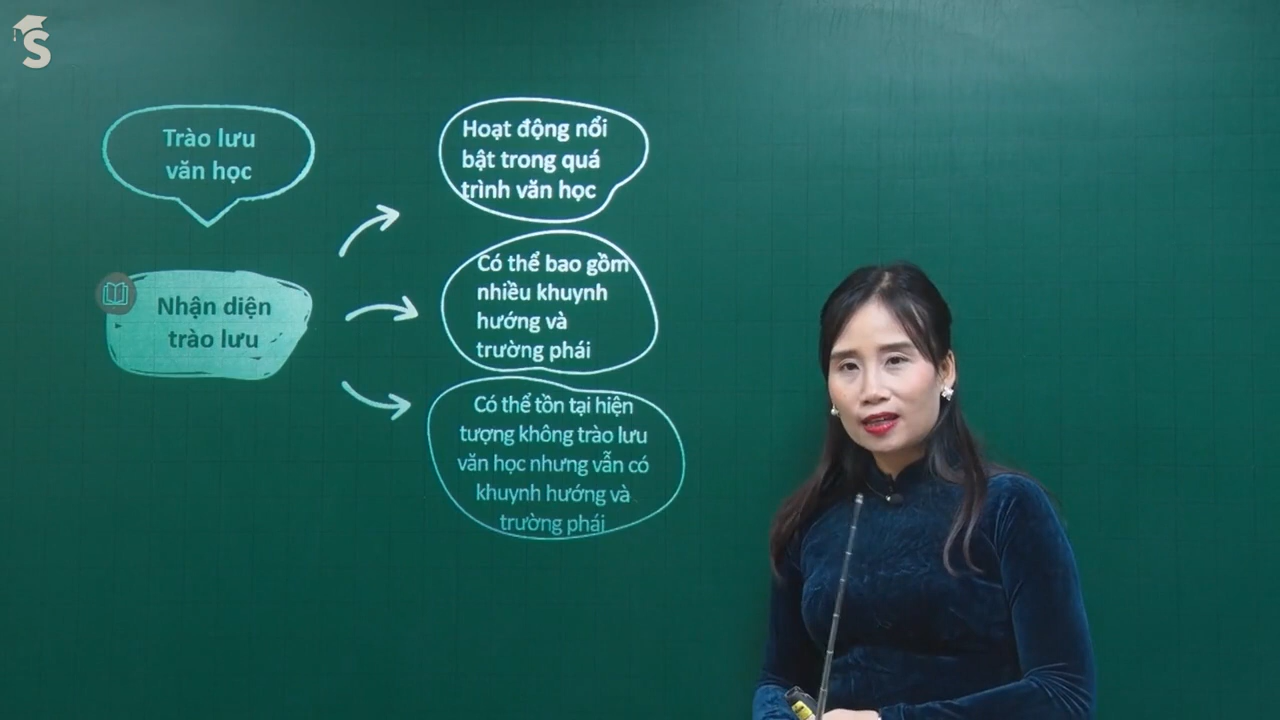 S
Trào lưu
văn học
Nhận diện
trào lưu
Hoạt động nổi
bật trong quá
trình văn học
Có thể bao gồm
nhiều khuynh
hướng và
trường phái
Có thể tồn tại hiện
tượng không trào lưu
văn học nhưng vẫn có
khuynh hướng và
trường phái